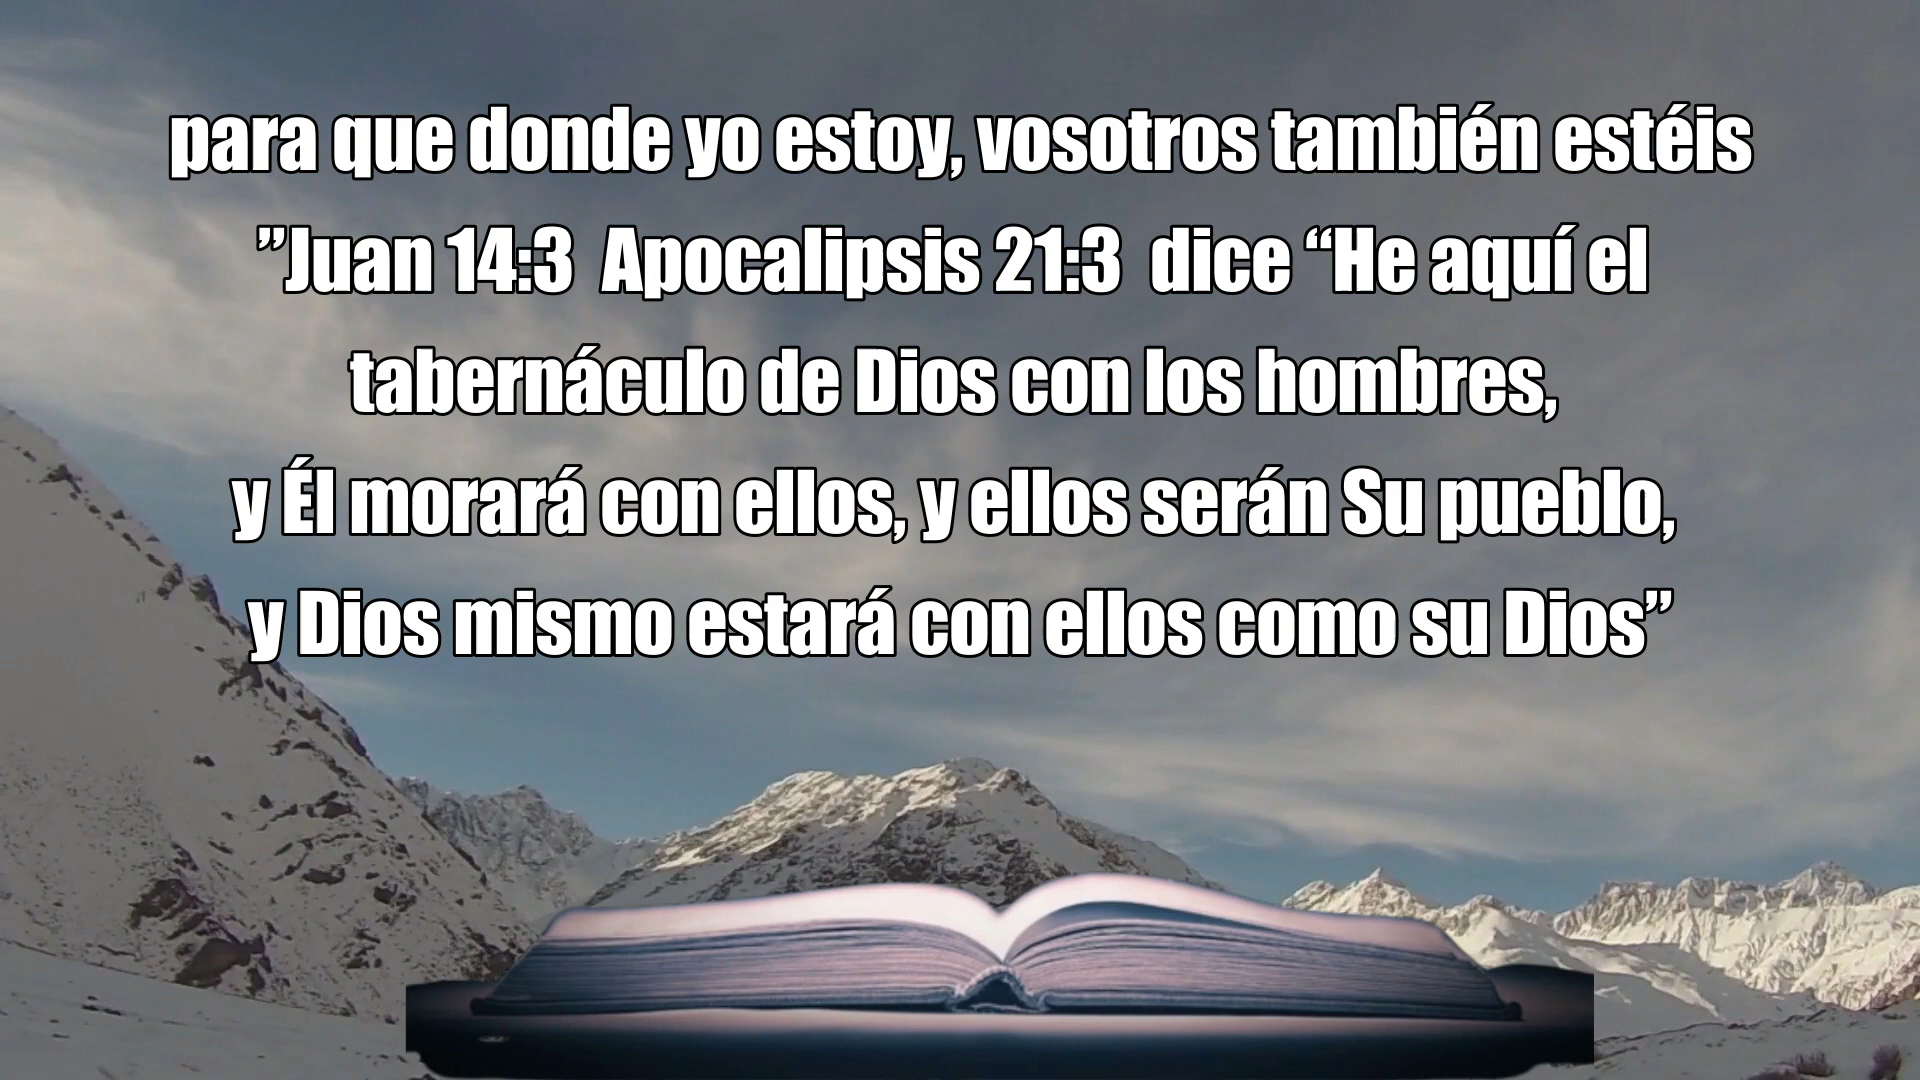 para que donde yo estoy, vosotros también estéis
”Juan 14:3  Apocalipsis 21:3  dice “He aquí el
tabernáculo de Dios con los hombres,
y Él morará con ellos, y ellos serán Su pueblo,
y Dios mismo estará con ellos como su Dios”